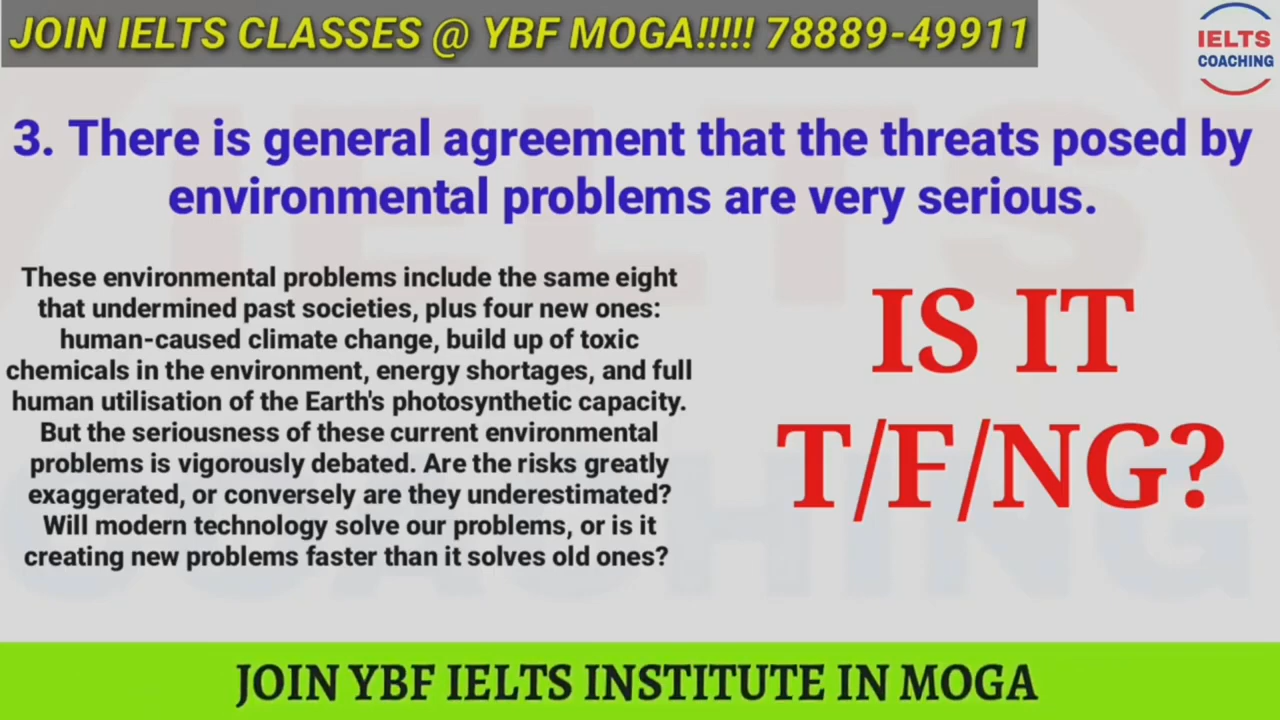 JOIN IELTS CLASSES @ YBF MOGA!!!!! 78889-49911
IELTS
COACHING
3. There is general agreement that the threats posed by
environmental problems are very serious.
These environmental problems include the same eight
that undermined past societies, plus four new ones:
human-caused climate change, build up of toxic
chemicals in the environment, energy shortages, and full
human utilisation of the Earth's photosynthetic capacity.
But the seriousness of these current environmental
problems is vigorously debated. Are the risks greatly
exaggerated, or conversely are they underestimated?
Will modern technology solve our problems, or is it
creating new problems faster than it solves old ones?
IS IT
T/F/NG?
JOIN YBF IELTS INSTITUTE IN MOGA